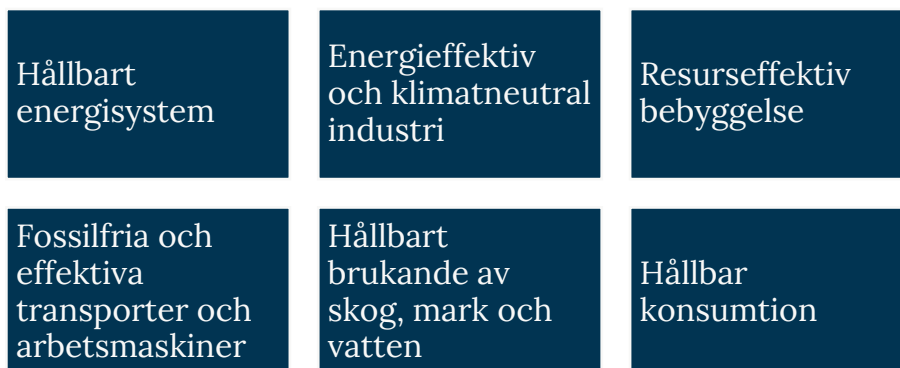 Hållbart
energisystem
Energieffektiv
och klimatneutral
industri
Resurseffektiv
bebyggelse
Fossilfria och
effektiva
transporter och
arbetsmaskiner
Hållbart
brukande av
skog, mark och
vatten
Hållbar
konsumtion